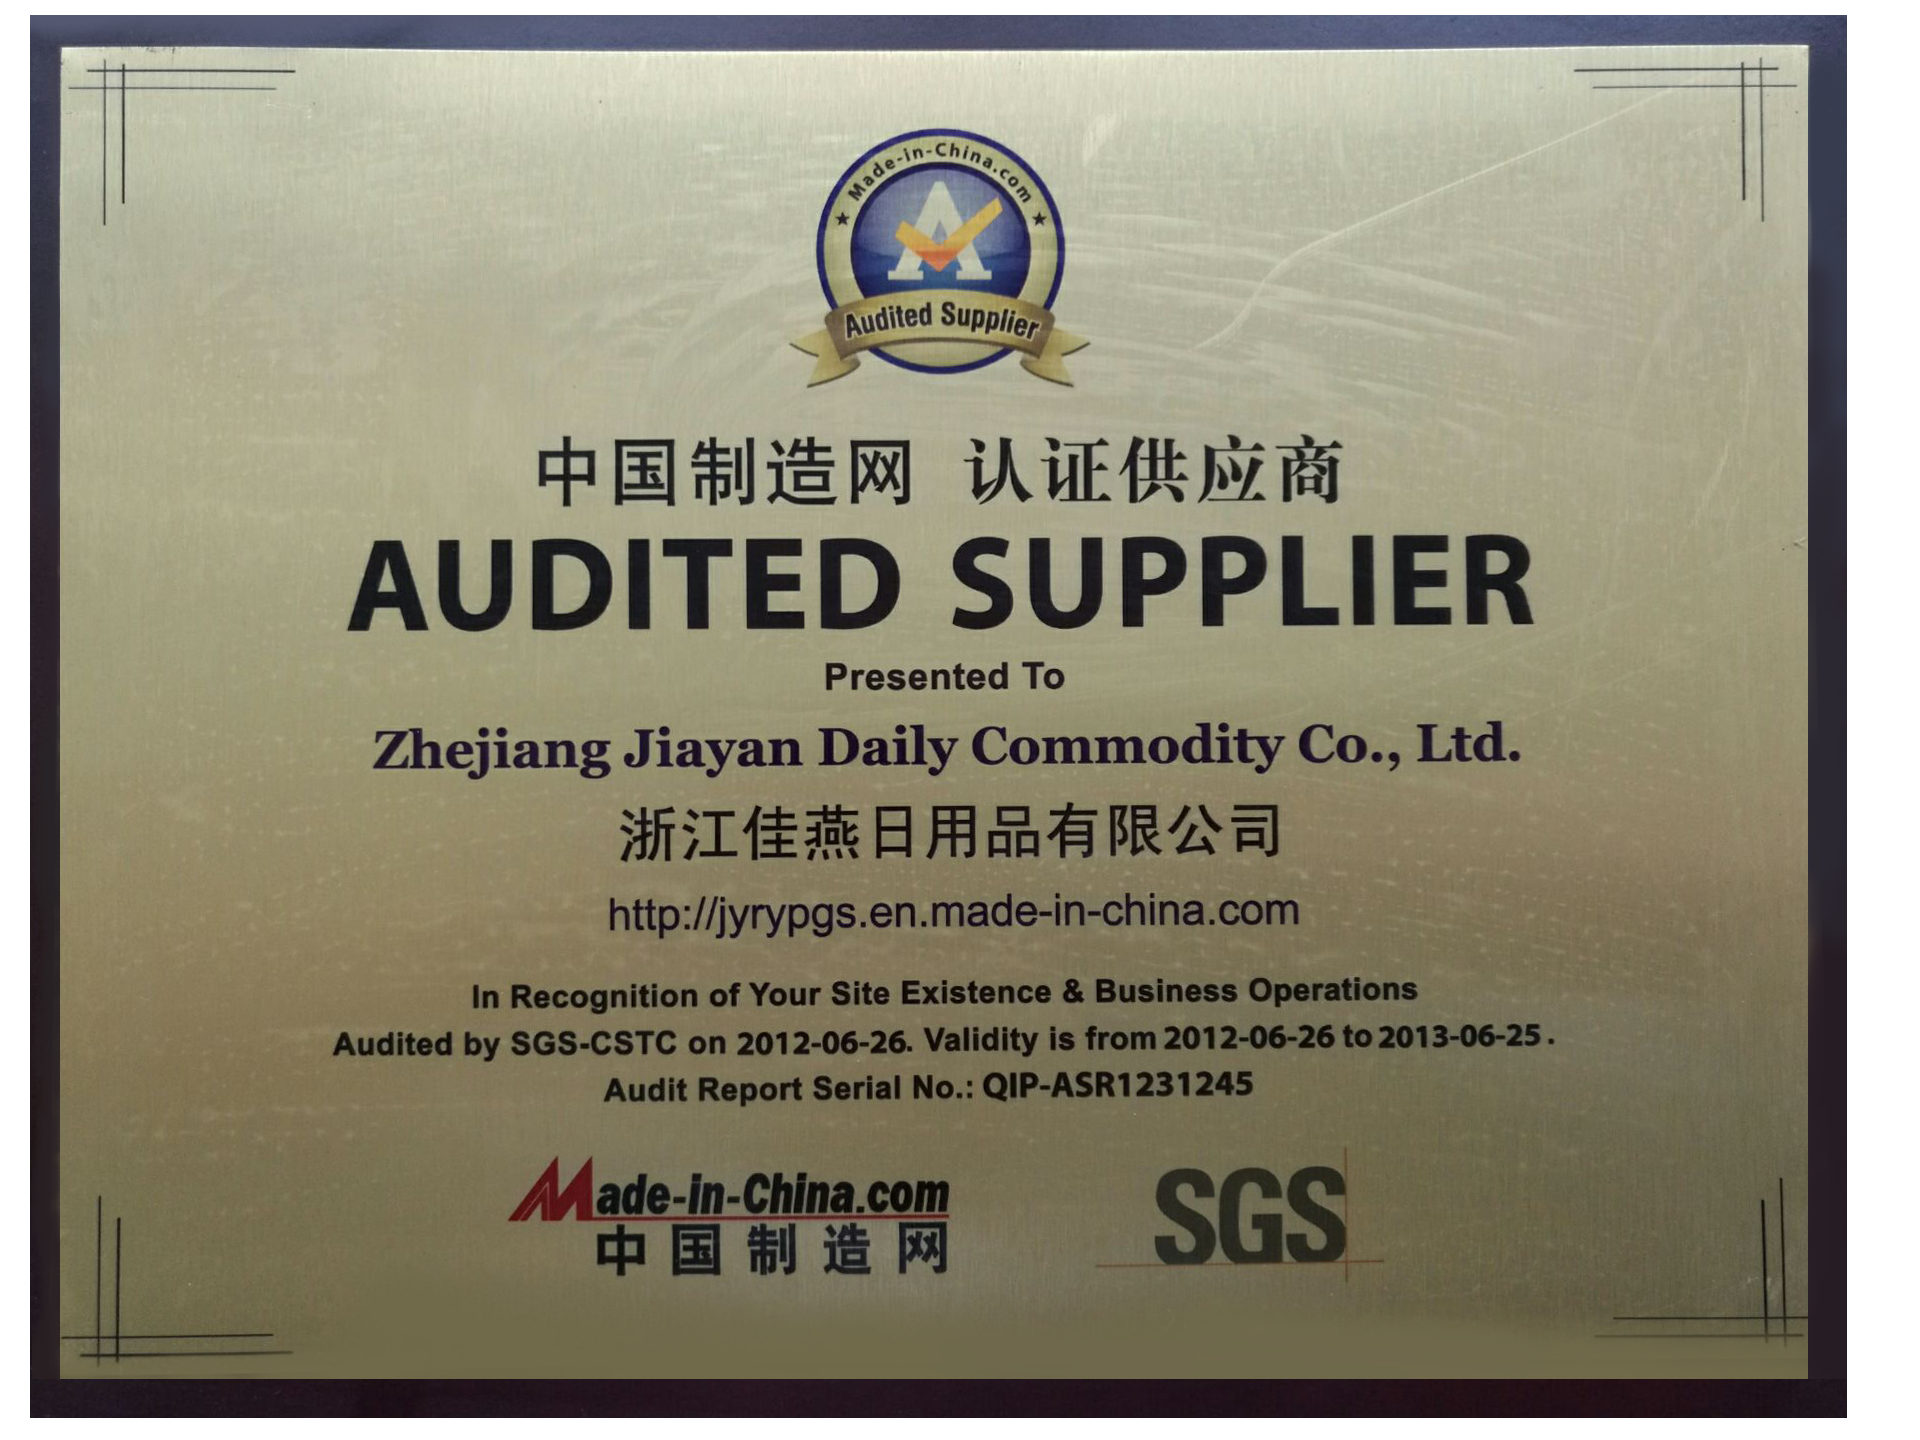 Made-in-China.com
Audited Supplier
中国制造网 认证供应商
AUDITED SUPPLIER
Presented To
Zhejiang Jiayan Daily Commodity Co., Ltd.
浙江佳燕日用品有限公司
http://jyrypgs.en.made-in-china.com
In Recognition of Your Site Existence & Business Operations
Audited by SGS-CSTC on 2012-06-26. Validity is from 2012-06-26 to 2013-06-25.
Audit Report Serial No.: QIP-ASR1231245
Made-in-China.com
中国制造网
SGS